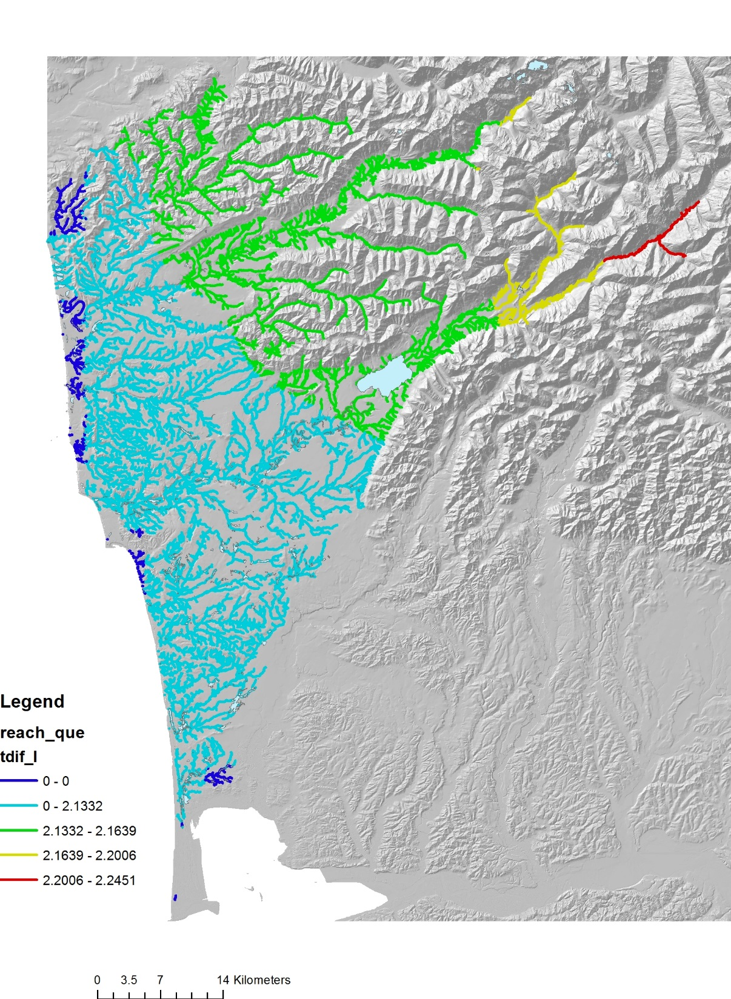 Legend
reach_que
tdif_l
0 - 0
0 - 2.1332
2.1332 - 2.1639
2.1639 - 2.2006
2.2006 - 2.2451
0 3.5 7 14 Kilometers